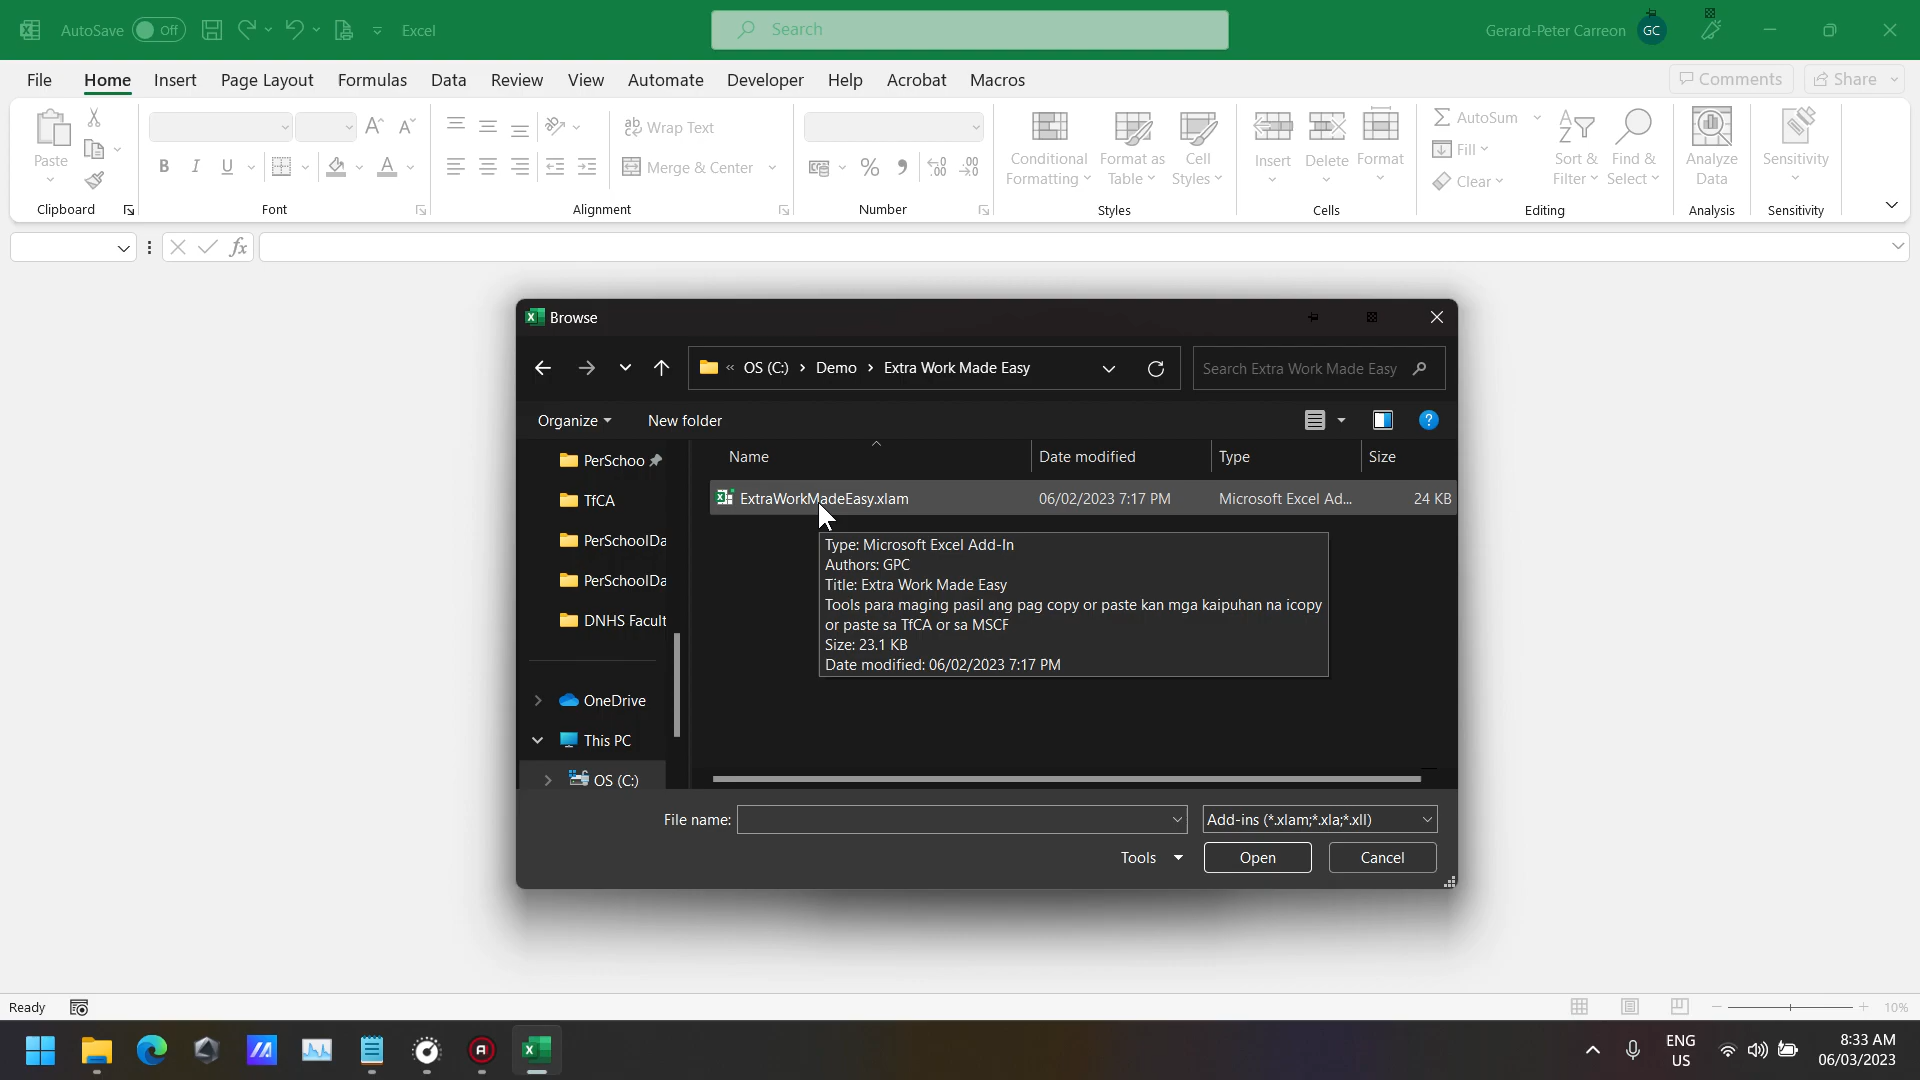 AutoSave Off Excel Search Gerard-Peter Carreon GC
File Home Insert Page Layout Formulas Data Review View Automate Developer Help Acrobat Macros Comments Share
Paste
Clipboard
B I U A
Font
ab Wrap Text
Merge & Center
Alignment
% , .00
Number
Conditional Formatting
Format as Table
Cell Styles
Styles
Insert Delete Format
Cells
AutoSum
Fill
Clear
Sort & Filter
Find & Select
Editing
Analyze Data
Analysis
Sensitivity
Sensitivity
fx
Browse
« OS (C:) › Demo › Extra Work Made Easy
Search Extra Work Made Easy
Organize New folder ?
Name Date modified Type Size
PerSchoo
TfCA
PerSchoolDa
PerSchoolDa
DNHS Facult
OneDrive
This PC
OS (C:)
ExtraWorkMadeEasy.xlam 06/02/2023 7:17 PM Microsoft Excel Ad... 24 KB
Type: Microsoft Excel Add-In
Authors: GPC
Title: Extra Work Made Easy
Tools para maging pasil ang pag copy or paste kan mga kaipuhan na icopy
or paste sa TfCA or sa MSCF
Size: 23.1 KB
Date modified: 06/02/2023 7:17 PM
File name: Add-ins (*.xlam;*.xla;*.xll)
Tools Open Cancel
Ready 10%
ENG
US
8:33 AM
06/03/2023